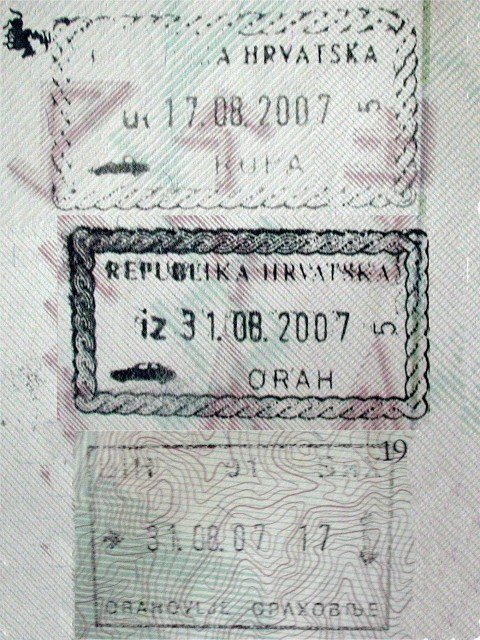 HRVATSKA
17.08.2007 5
RUPA
REPUBLIKA HRVATSKA
iz 31.08.2007 5
ORAH
19
31.08.07 17
ORAHOVLJE ОРАХОВЉЕ